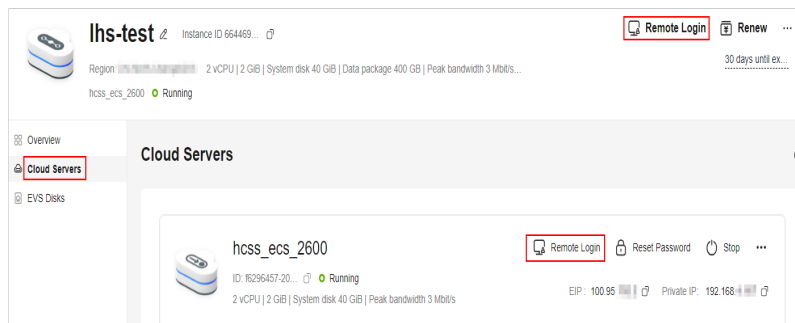 lhs-test Instance ID 664469... Remote Login Renew ...
Region 2 vCPU | 2 GiB | System disk 40 GiB | Data package 400 GB | Peak bandwidth 3 Mbit/s... 30 days until ex...
hcss_ecs_2600 Running
Overview
Cloud Servers
Cloud Servers
EVS Disks
hcss_ecs_2600 Remote Login Reset Password Stop ...
ID: f6296457-20... Running
2 vCPU | 2 GiB | System disk 40 GiB | Peak bandwidth 3 Mbit/s EIP: 100.95 Private IP: 192.168